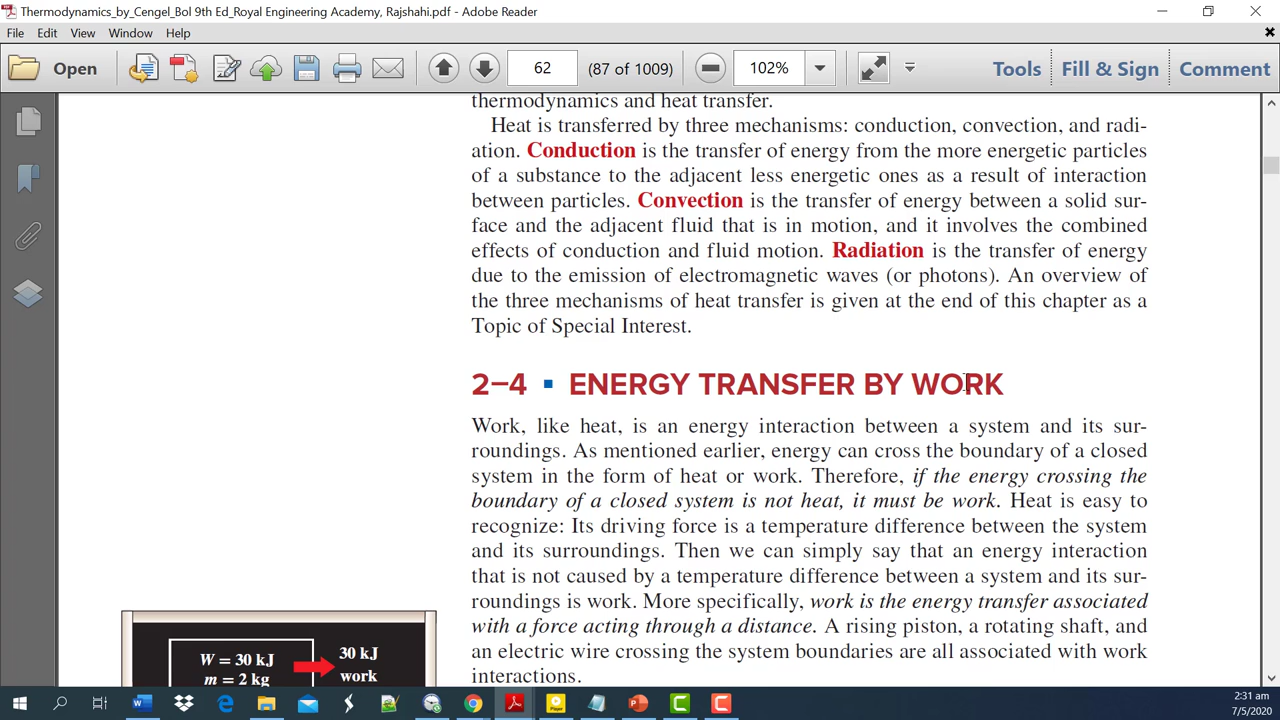 Thermodynamics_by_Cengel_Bol 9th Ed_Royal Engineering Academy, Rajshahi.pdf - Adobe Reader
File Edit View Window Help
Open 62 (87 of 1009) 102% Tools Fill & Sign Comment
thermodynamics and heat transfer.
Heat is transferred by three mechanisms: conduction, convection, and radi-
ation. Conduction is the transfer of energy from the more energetic particles
of a substance to the adjacent less energetic ones as a result of interaction
between particles. Convection is the transfer of energy between a solid sur-
face and the adjacent fluid that is in motion, and it involves the combined
effects of conduction and fluid motion. Radiation is the transfer of energy
due to the emission of electromagnetic waves (or photons). An overview of
the three mechanisms of heat transfer is given at the end of this chapter as a
Topic of Special Interest.
2–4 ▪ ENERGY TRANSFER BY WORK
Work, like heat, is an energy interaction between a system and its sur-
roundings. As mentioned earlier, energy can cross the boundary of a closed
system in the form of heat or work. Therefore, if the energy crossing the
boundary of a closed system is not heat, it must be work. Heat is easy to
recognize: Its driving force is a temperature difference between the system
and its surroundings. Then we can simply say that an energy interaction
that is not caused by a temperature difference between a system and its sur-
roundings is work. More specifically, work is the energy transfer associated
with a force acting through a distance. A rising piston, a rotating shaft, and
an electric wire crossing the system boundaries are all associated with work
interactions.
W = 30 kJ
m = 2 kg
30 kJ
work
2:31 am
7/5/2020